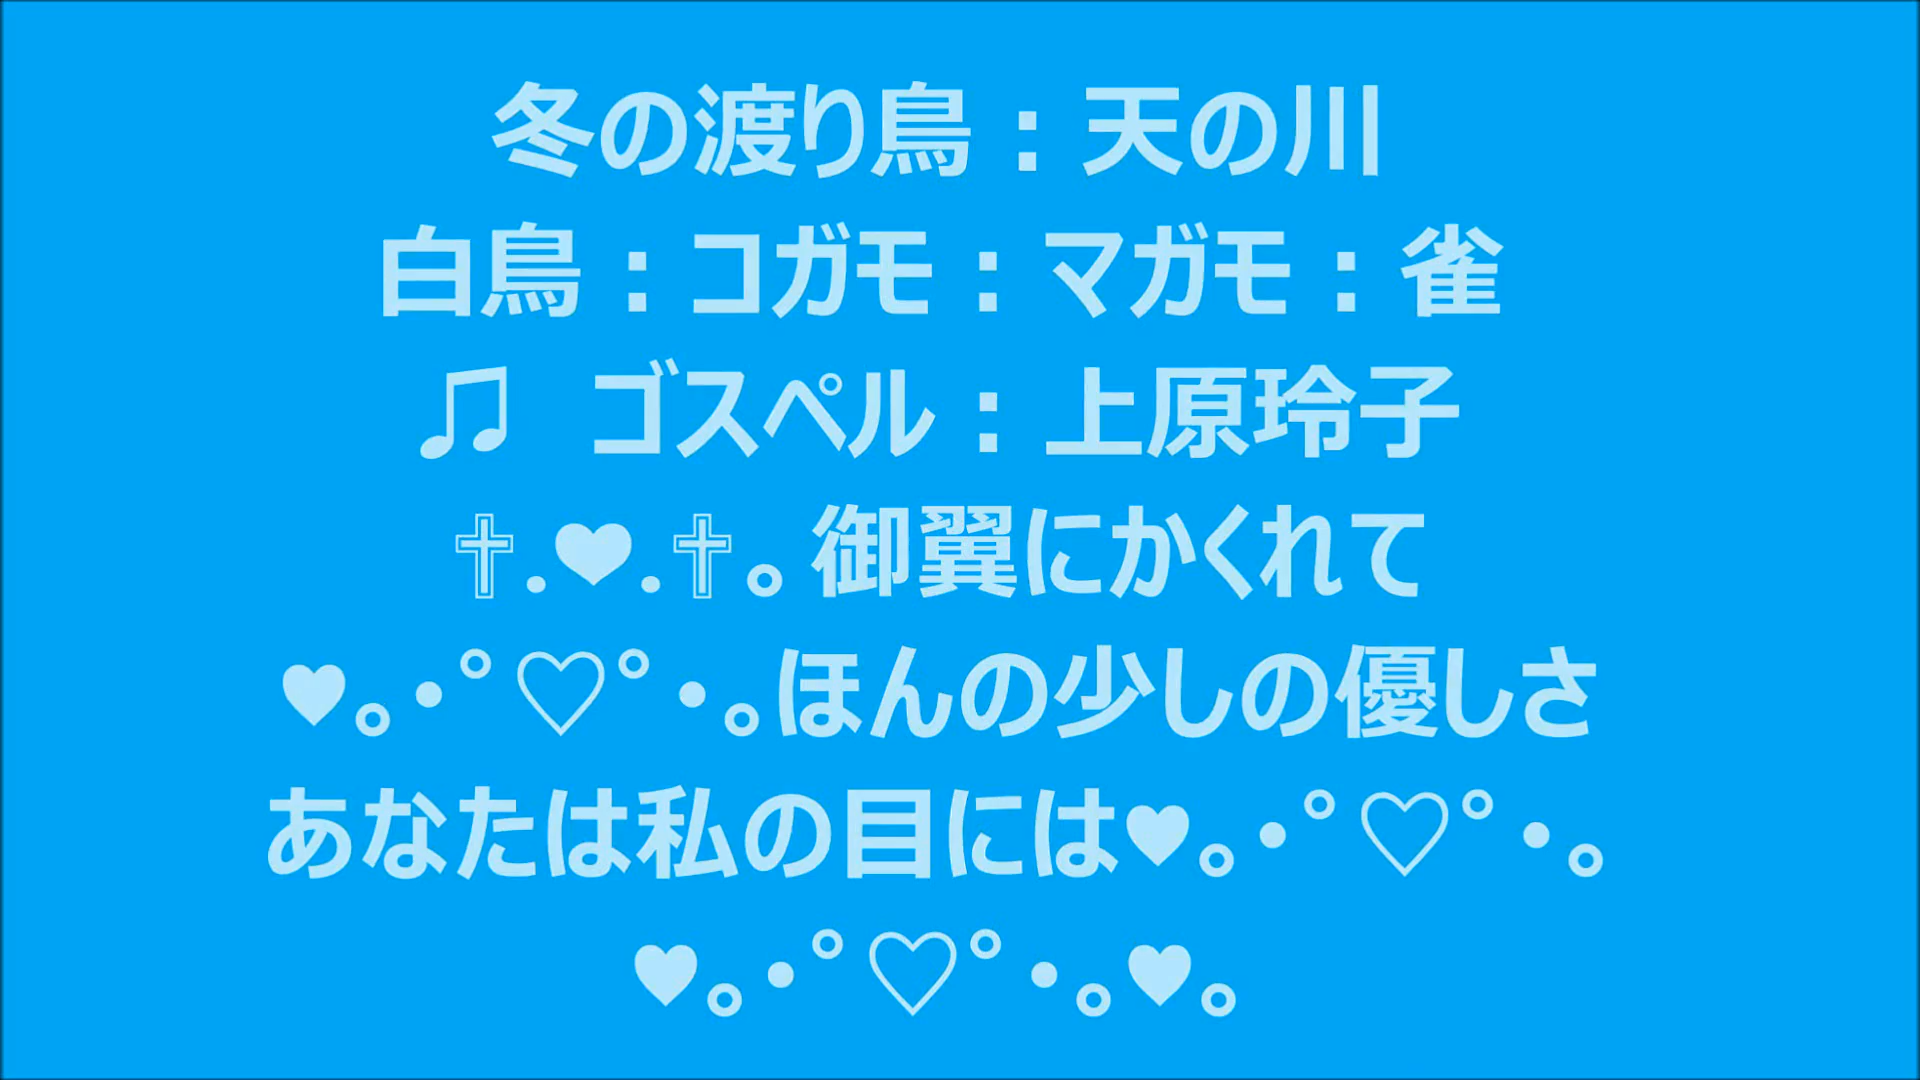 冬の渡り鳥：天の川
白鳥：コガモ：マガモ：雀
♫ ゴスペル：上原玲子
✞.♥.✞。御翼にかくれて
♥｡･ﾟ♡ﾟ･｡ほんの少しの優しさ
あなたは私の目には♥｡･ﾟ♡ﾟ･｡
♥｡･ﾟ♡ﾟ･｡♥｡